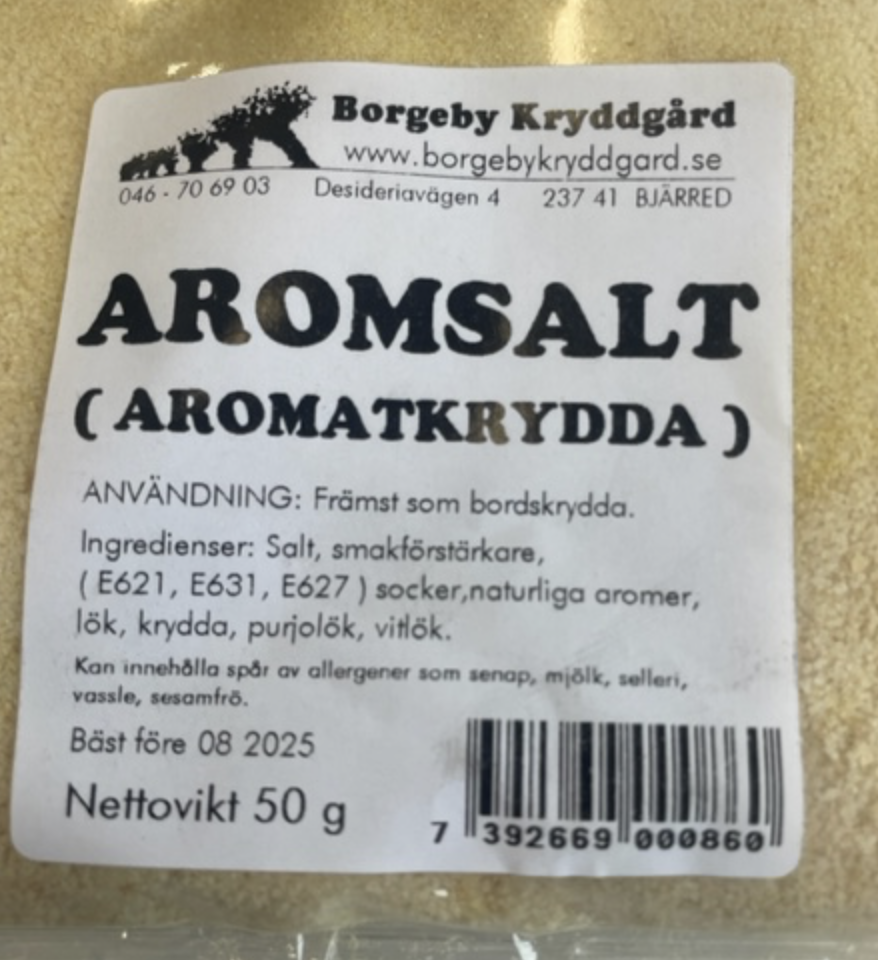 Borgeby Kryddgård
www.borgebykryddgard.se
046 - 70 69 03 Desideriavägen 4 237 41 BJÄRRED
AROMSALT
( AROMATKRYDDA )
ANVÄNDNING: Främst som bordskrydda.
Ingredienser: Salt, smakförstärkare,
( E621, E631, E627 ) socker,naturliga aromer,
lök, krydda, purjolök, vitlök.
Kan innehålla spår av allergener som senap, mjölk, selleri,
vassle, sesamfrö.
Bäst före 08 2025
Nettovikt 50 g
7 392669 000860